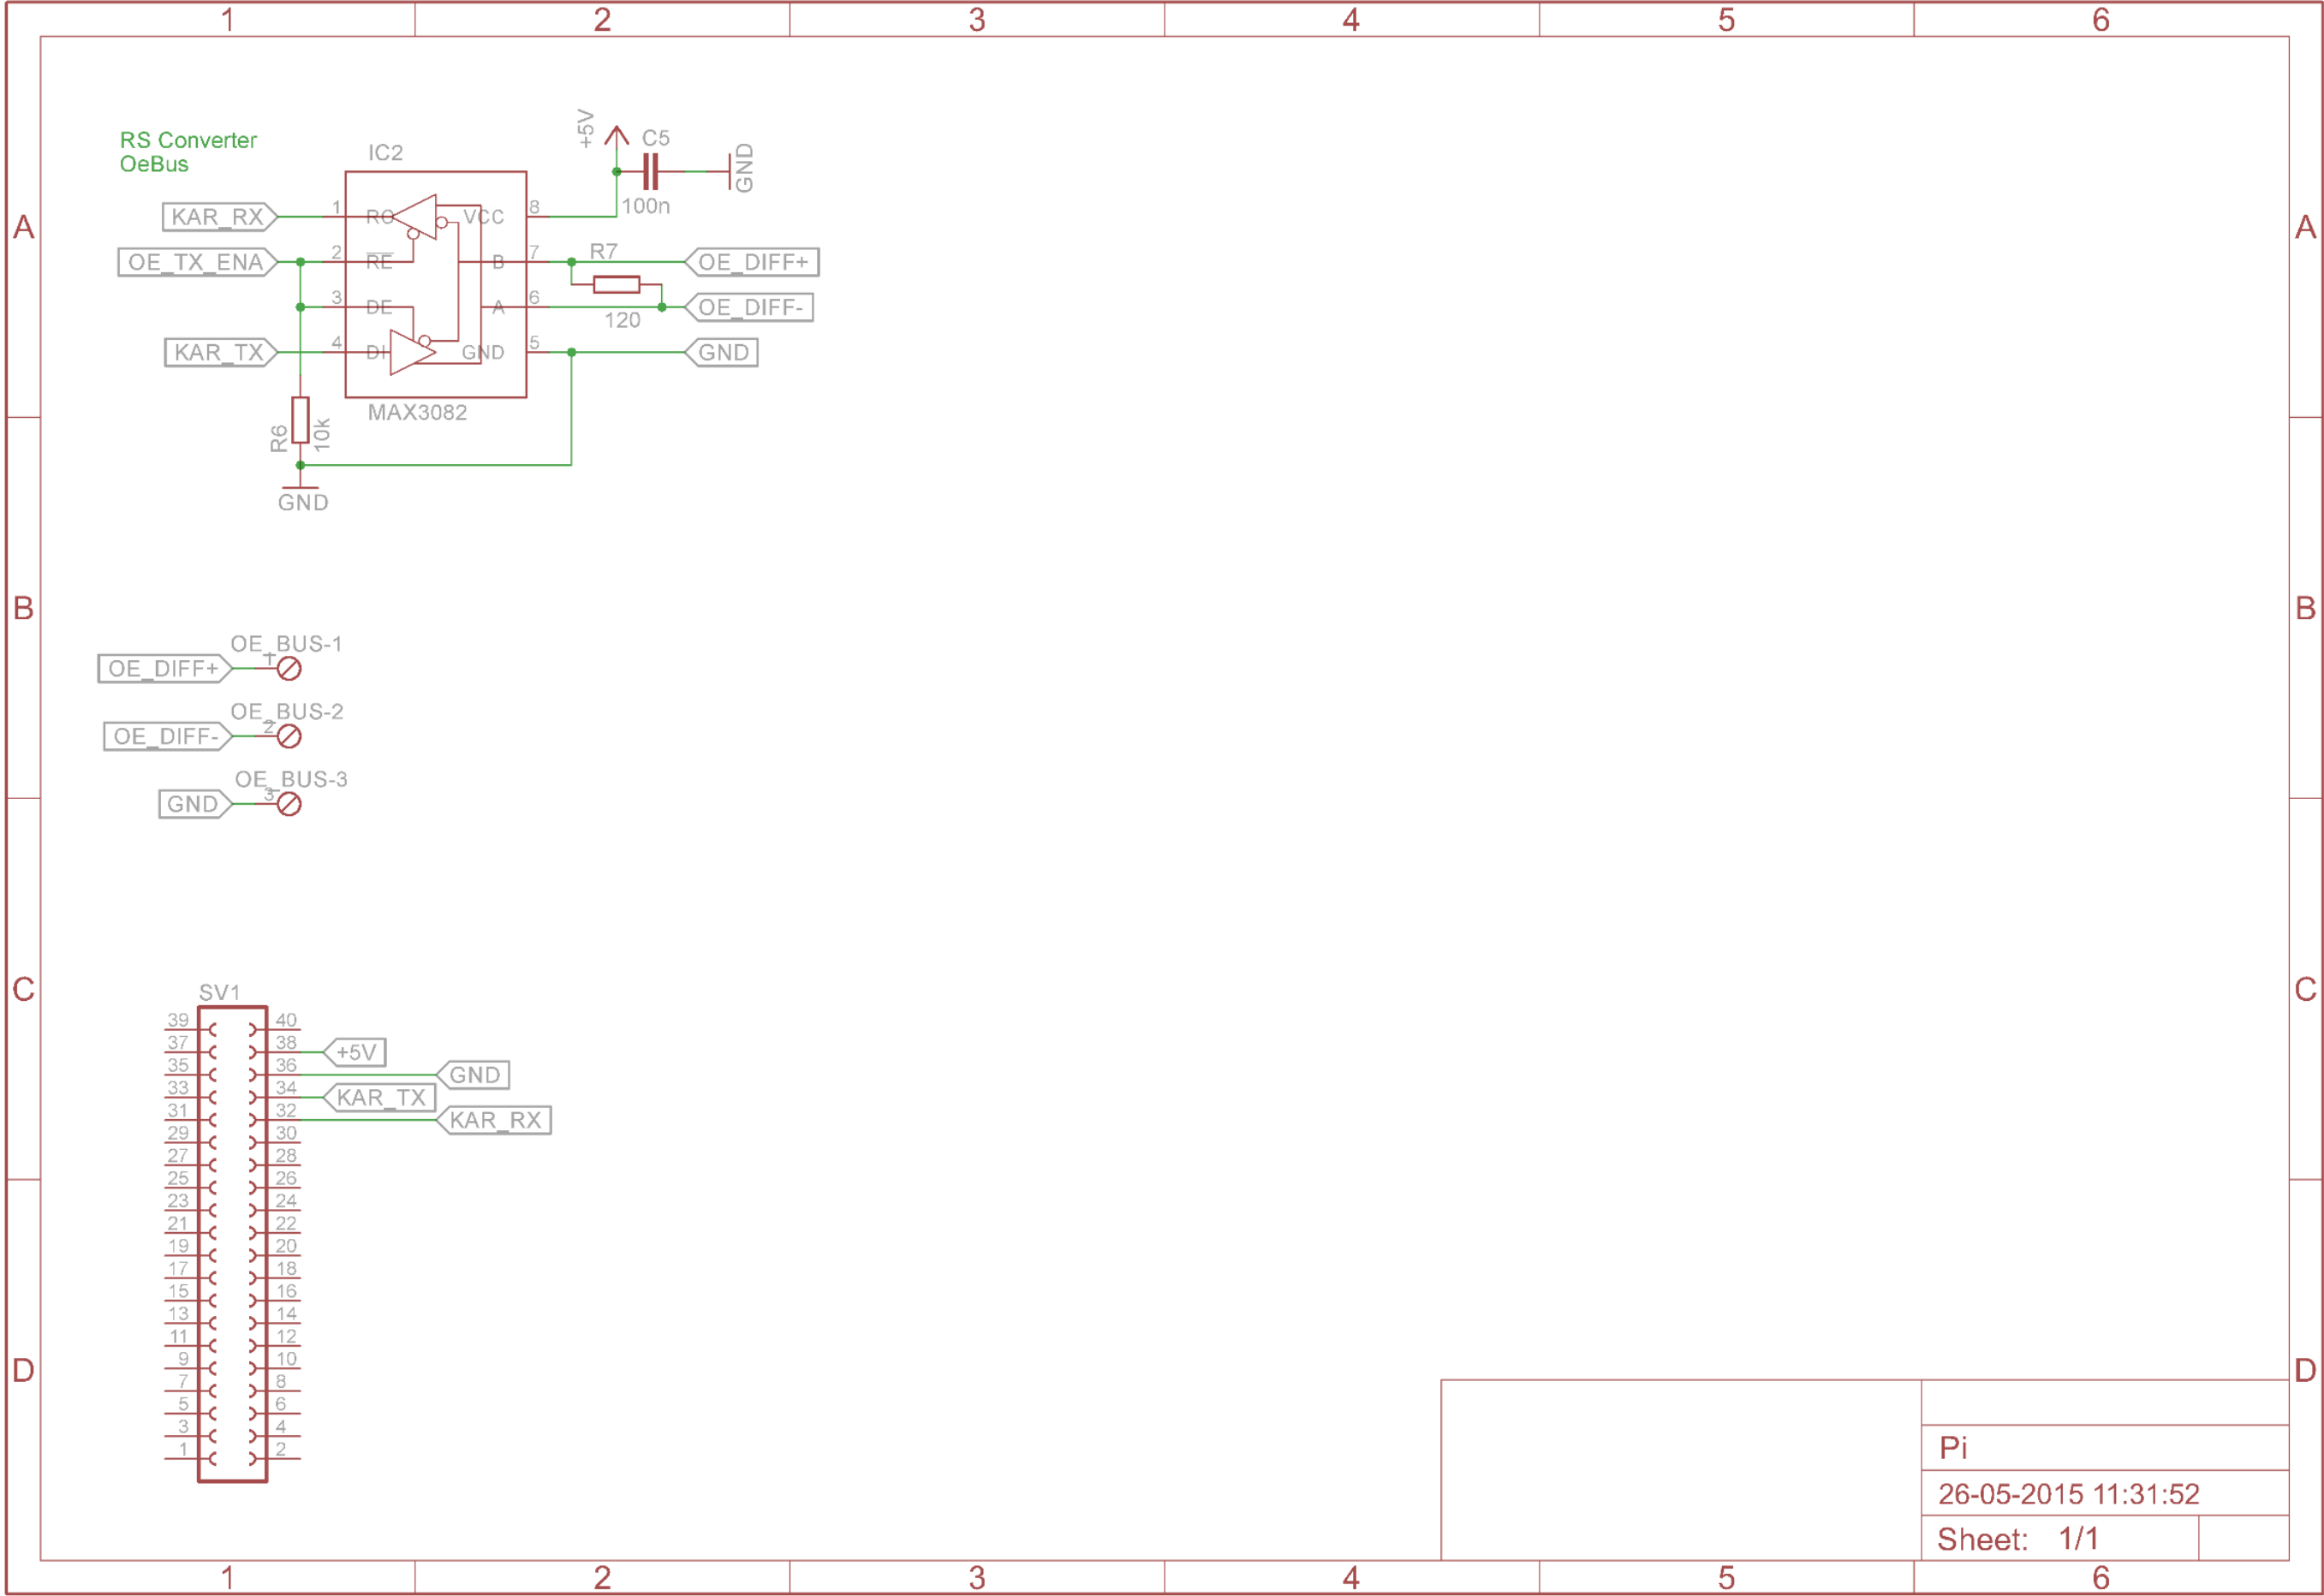 1 2 3 4 5 6
A A
B B
C C
D D
RS Converter
OeBus
IC2
+5V
C5
GND
100n
KAR_RX 1 RO VCC 8
OE_TX_ENA 2 RE B 7 R7 OE_DIFF+
3 DE A 6 OE_DIFF-
120
KAR_TX 4 DI GND 5 GND
MAX3082
R6
10k
GND
OE_BUS-1
OE_DIFF+ 1
OE_BUS-2
OE_DIFF- 2
OE_BUS-3
GND 3
SV1
39 40
37 38 +5V
35 36 GND
33 34 KAR_TX
31 32 KAR_RX
29 30
27 28
25 26
23 24
21 22
19 20
17 18
15 16
13 14
11 12
9 10
7 8
5 6
3 4
1 2
Pi
26-05-2015 11:31:52
Sheet: 1/1
1 2 3 4 5 6